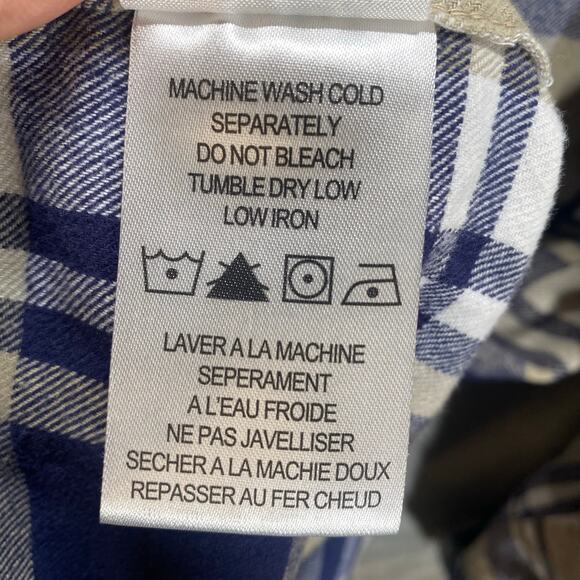 MACHINE WASH COLD
SEPARATELY
DO NOT BLEACH
TUMBLE DRY LOW
LOW IRON
LAVER A LA MACHINE
SEPERAMENT
A L'EAU FROIDE
NE PAS JAVELLISER
SECHER A LA MACHIE DOUX
REPASSER AU FER CHEUD